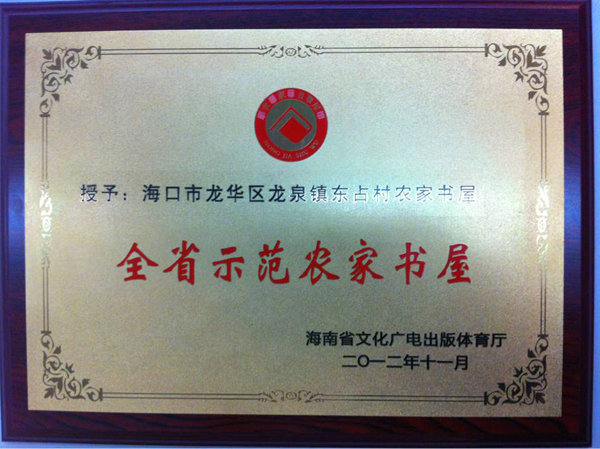 授予：海口市龙华区龙泉镇东占村农家书屋
全省示范农家书屋
海南省文化广电出版体育厅
二〇一二年十一月